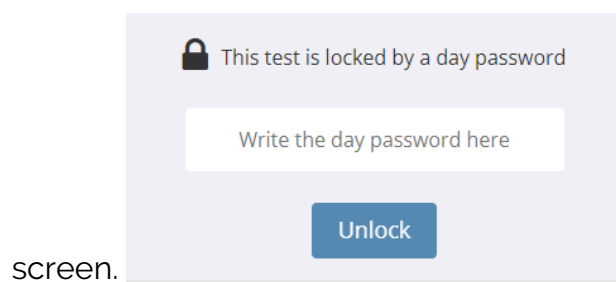 This test is locked by a day password
Write the day password here
Unlock
screen.